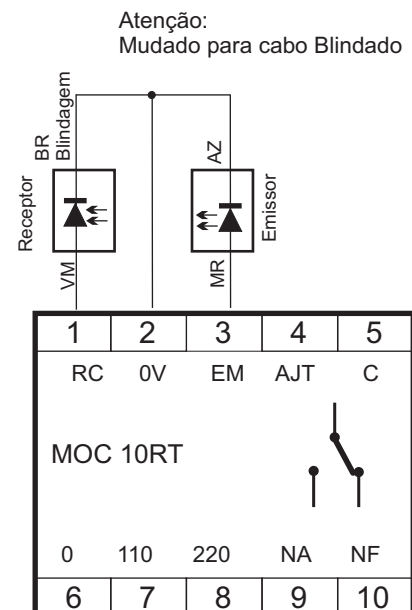 Atenção:
Mudado para cabo Blindado
BR
Blindagem
AZ
Receptor
Emissor
VM
MR
1 2 3 4 5
RC 0V EM AJT C
MOC 10RT
0 110 220 NA NF
6 7 8 9 10